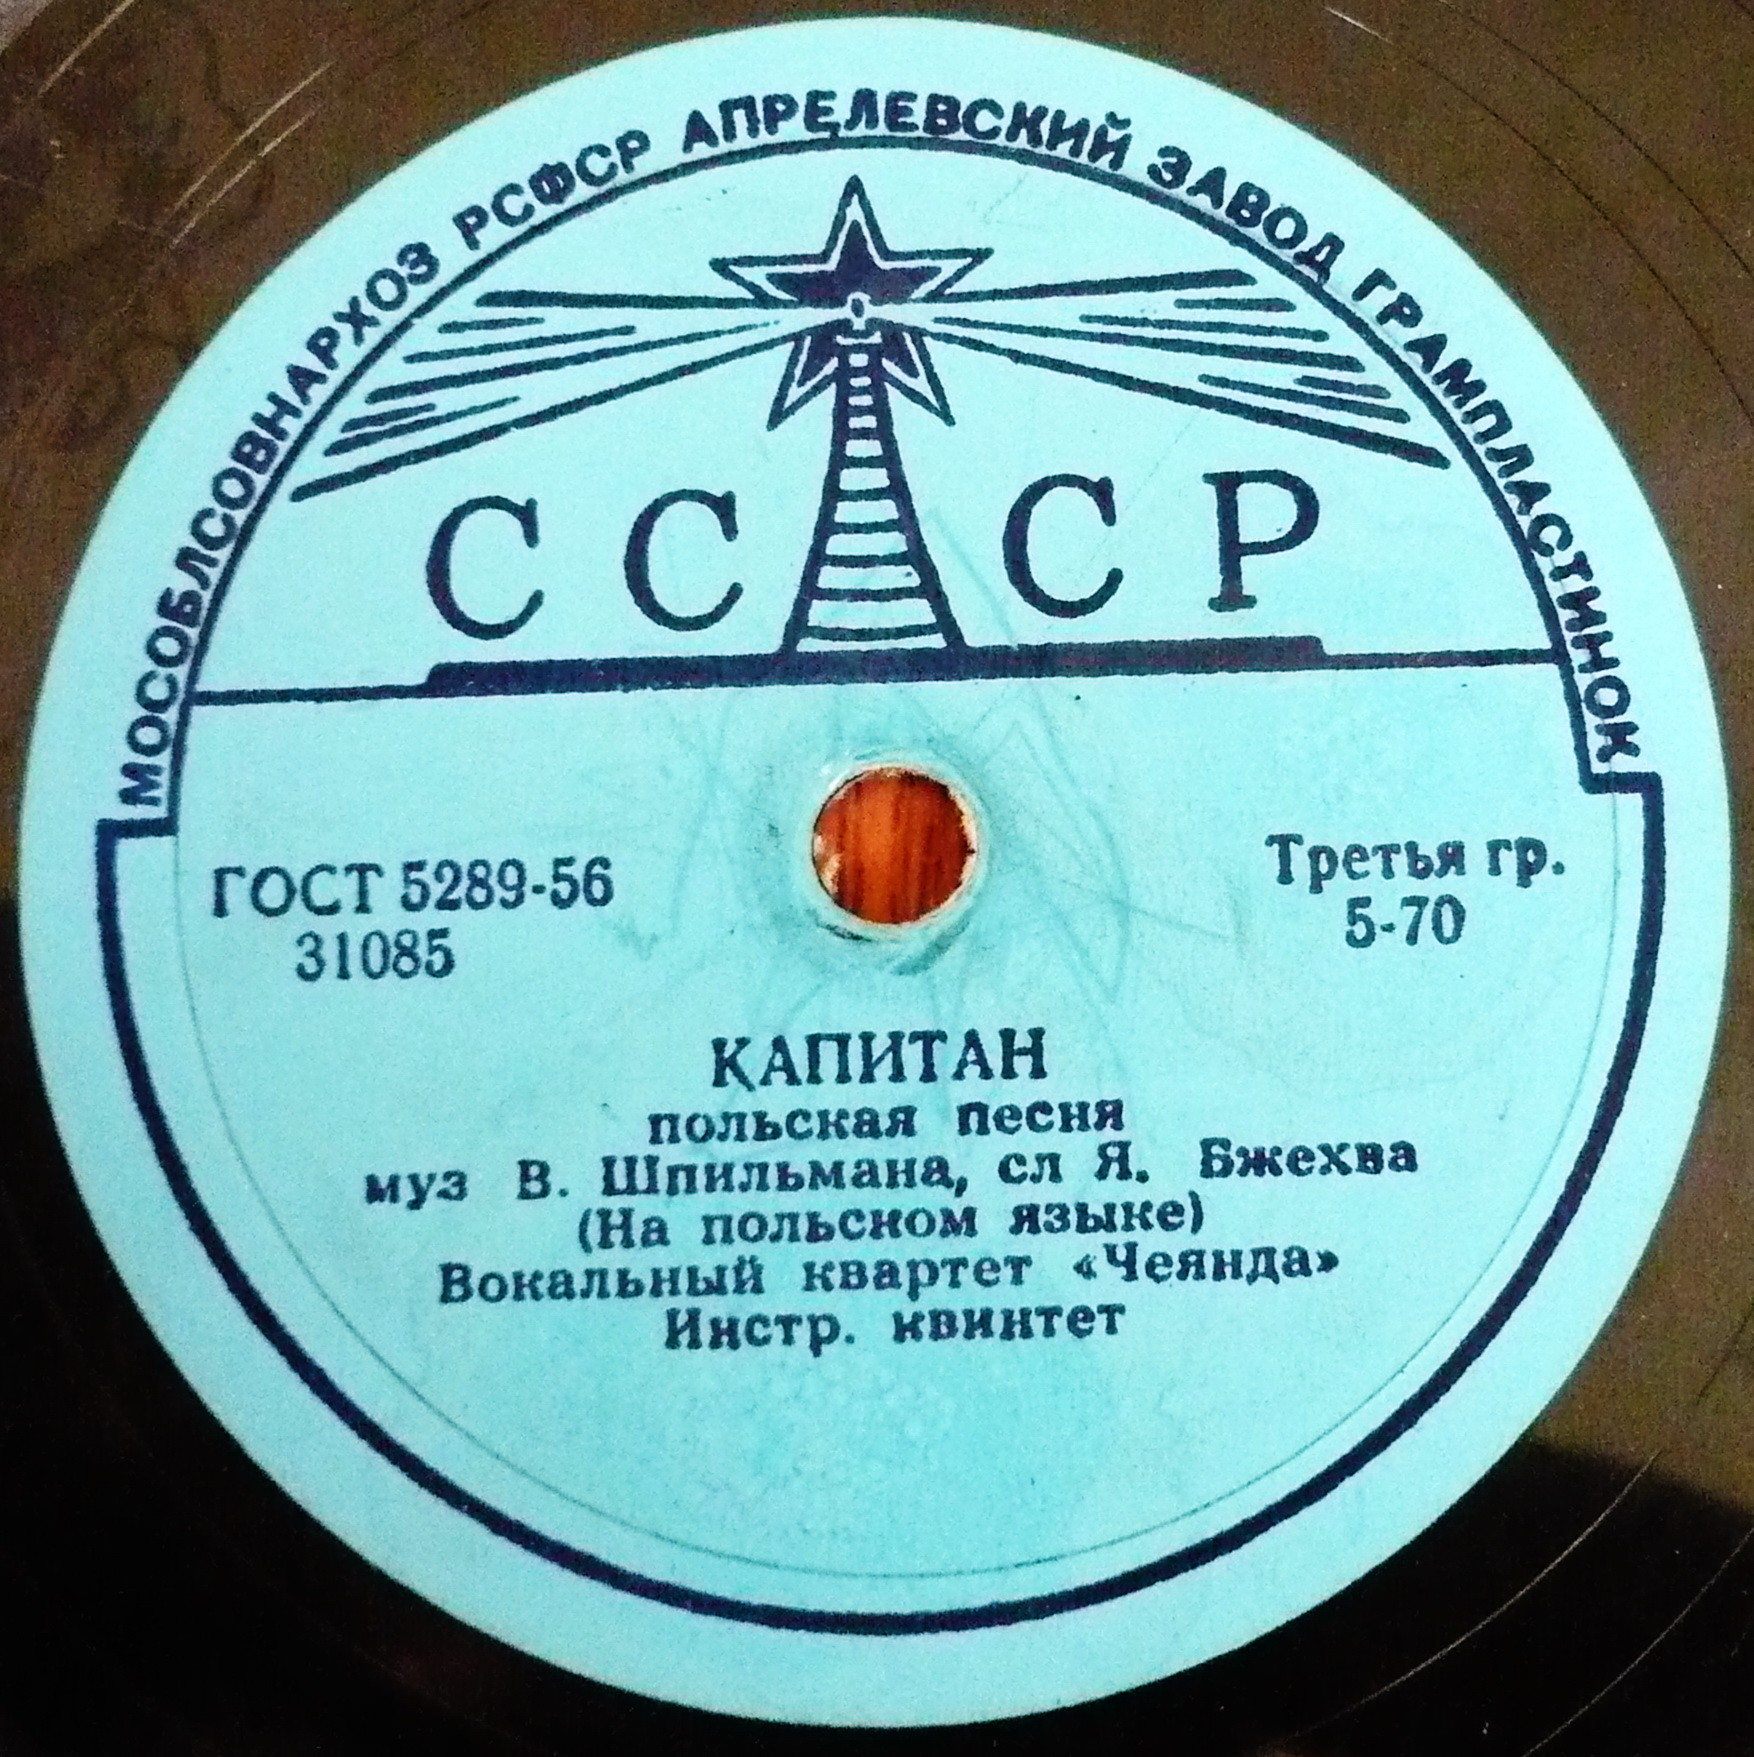 МОСОБЛСОВНАРХОЗ РСФСР АПРЕЛЕВСКИЙ ЗАВОД ГРАМПЛАСТИНОК
СССР
ГОСТ 5289-56
31085
Третья гр.
5-70
КАПИТАН
польская песня
муз В. Шпильмана, сл Я. Бжехва
(На польском языке)
Вокальный квартет «Чеянда»
Инстр. квинтет